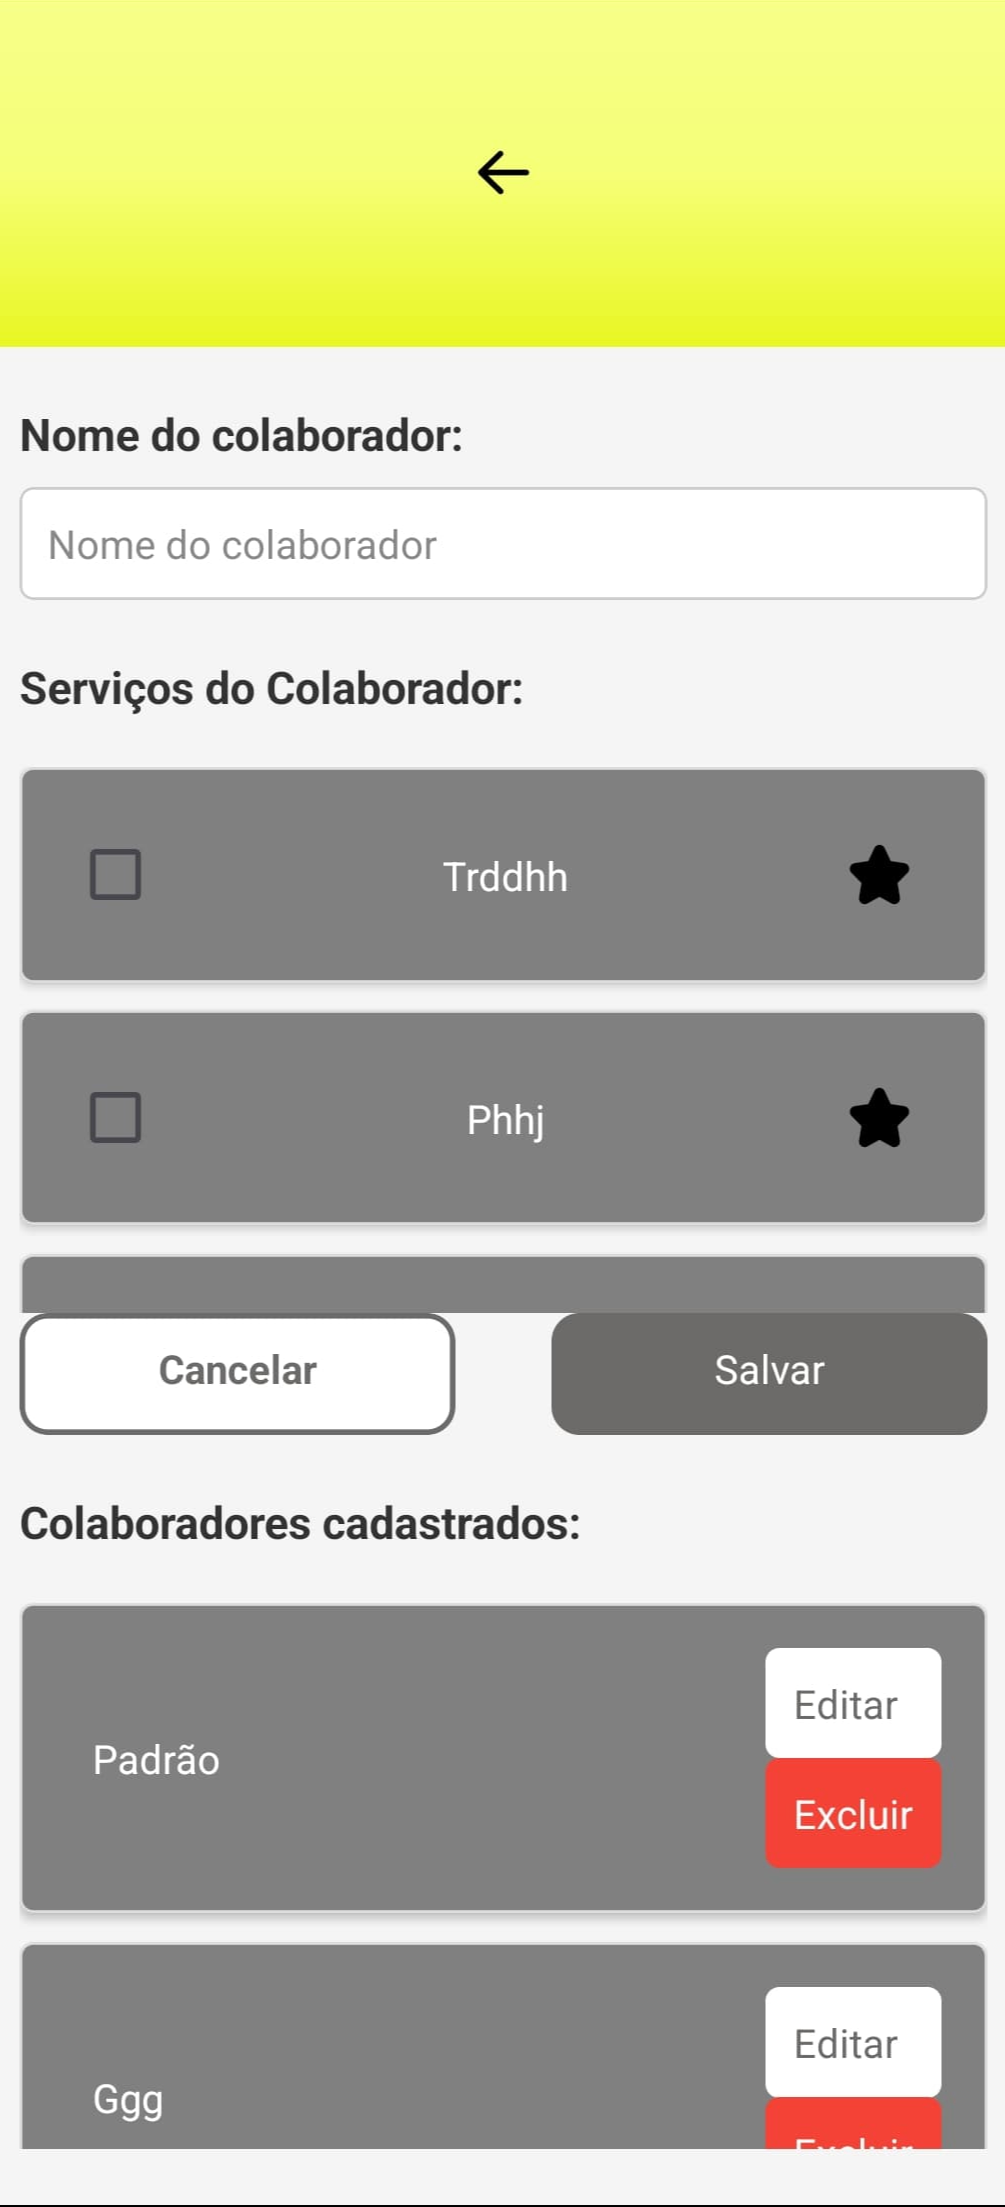 Nome do colaborador:
Nome do colaborador
Serviços do Colaborador:
Trddhh
Phhj
Cancelar
Salvar
Colaboradores cadastrados:
Editar
Padrão
Excluir
Editar
Ggg
Excluir